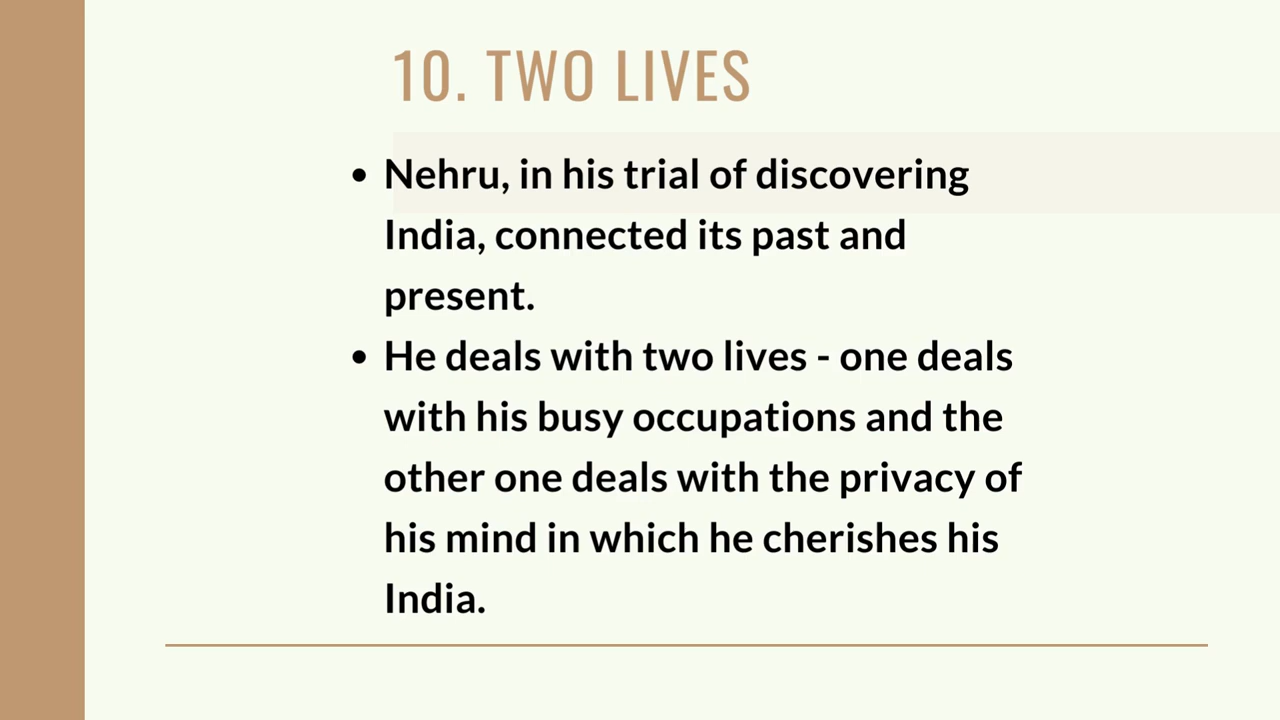 10. TWO LIVES
• Nehru, in his trial of discovering
India, connected its past and
present.
• He deals with two lives - one deals
with his busy occupations and the
other one deals with the privacy of
his mind in which he cherishes his
India.